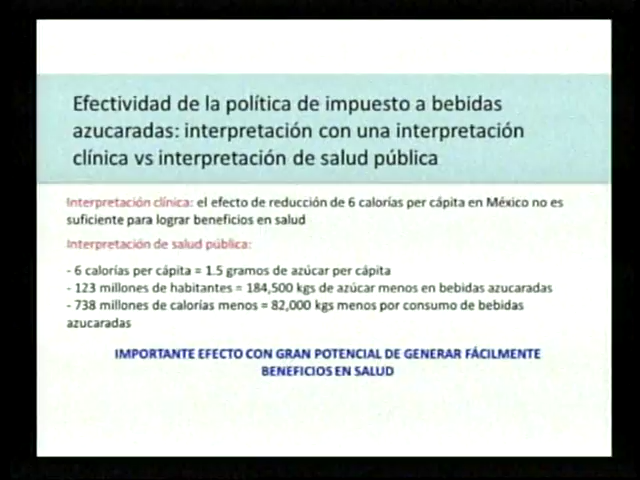 Efectividad de la política de impuesto a bebidas
azucaradas: interpretación con una interpretación
clínica vs interpretación de salud pública
Interpretación clínica: el efecto de reducción de 6 calorías per cápita en México no es
suficiente para lograr beneficios en salud
Interpretación de salud pública:
- 6 calorías per cápita = 1.5 gramos de azúcar per cápita
- 123 millones de habitantes = 184,500 kgs de azúcar menos en bebidas azucaradas
- 738 millones de calorías menos = 82,000 kgs menos por consumo de bebidas
azucaradas
IMPORTANTE EFECTO CON GRAN POTENCIAL DE GENERAR FÁCILMENTE
BENEFICIOS EN SALUD